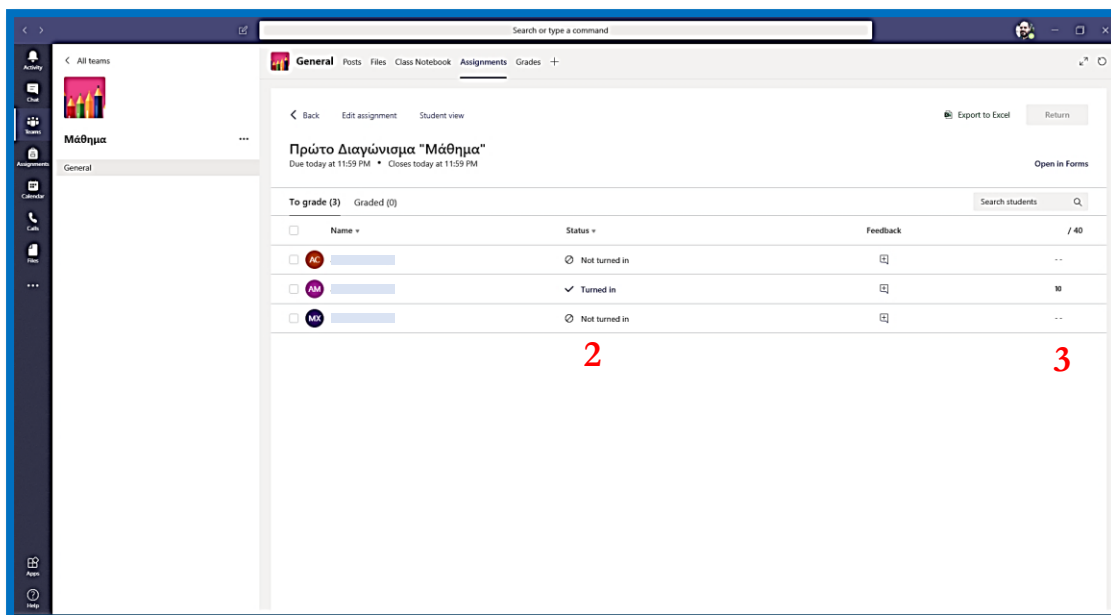 Search or type a command
Activity
Chat
Teams
Assignments
Calendar
Calls
Files
Apps
Help
All teams
Μάθημα
General
General Posts Files Class Notebook Assignments Grades +
Back Edit assignment Student view Export to Excel Return
Πρώτο Διαγώνισμα "Μάθημα"
Due today at 11:59 PM • Closes today at 11:59 PM
Open in Forms
To grade (3) Graded (0) Search students
Name Status Feedback / 40
AC Not turned in --
AM Turned in 10
MX Not turned in --
2 3